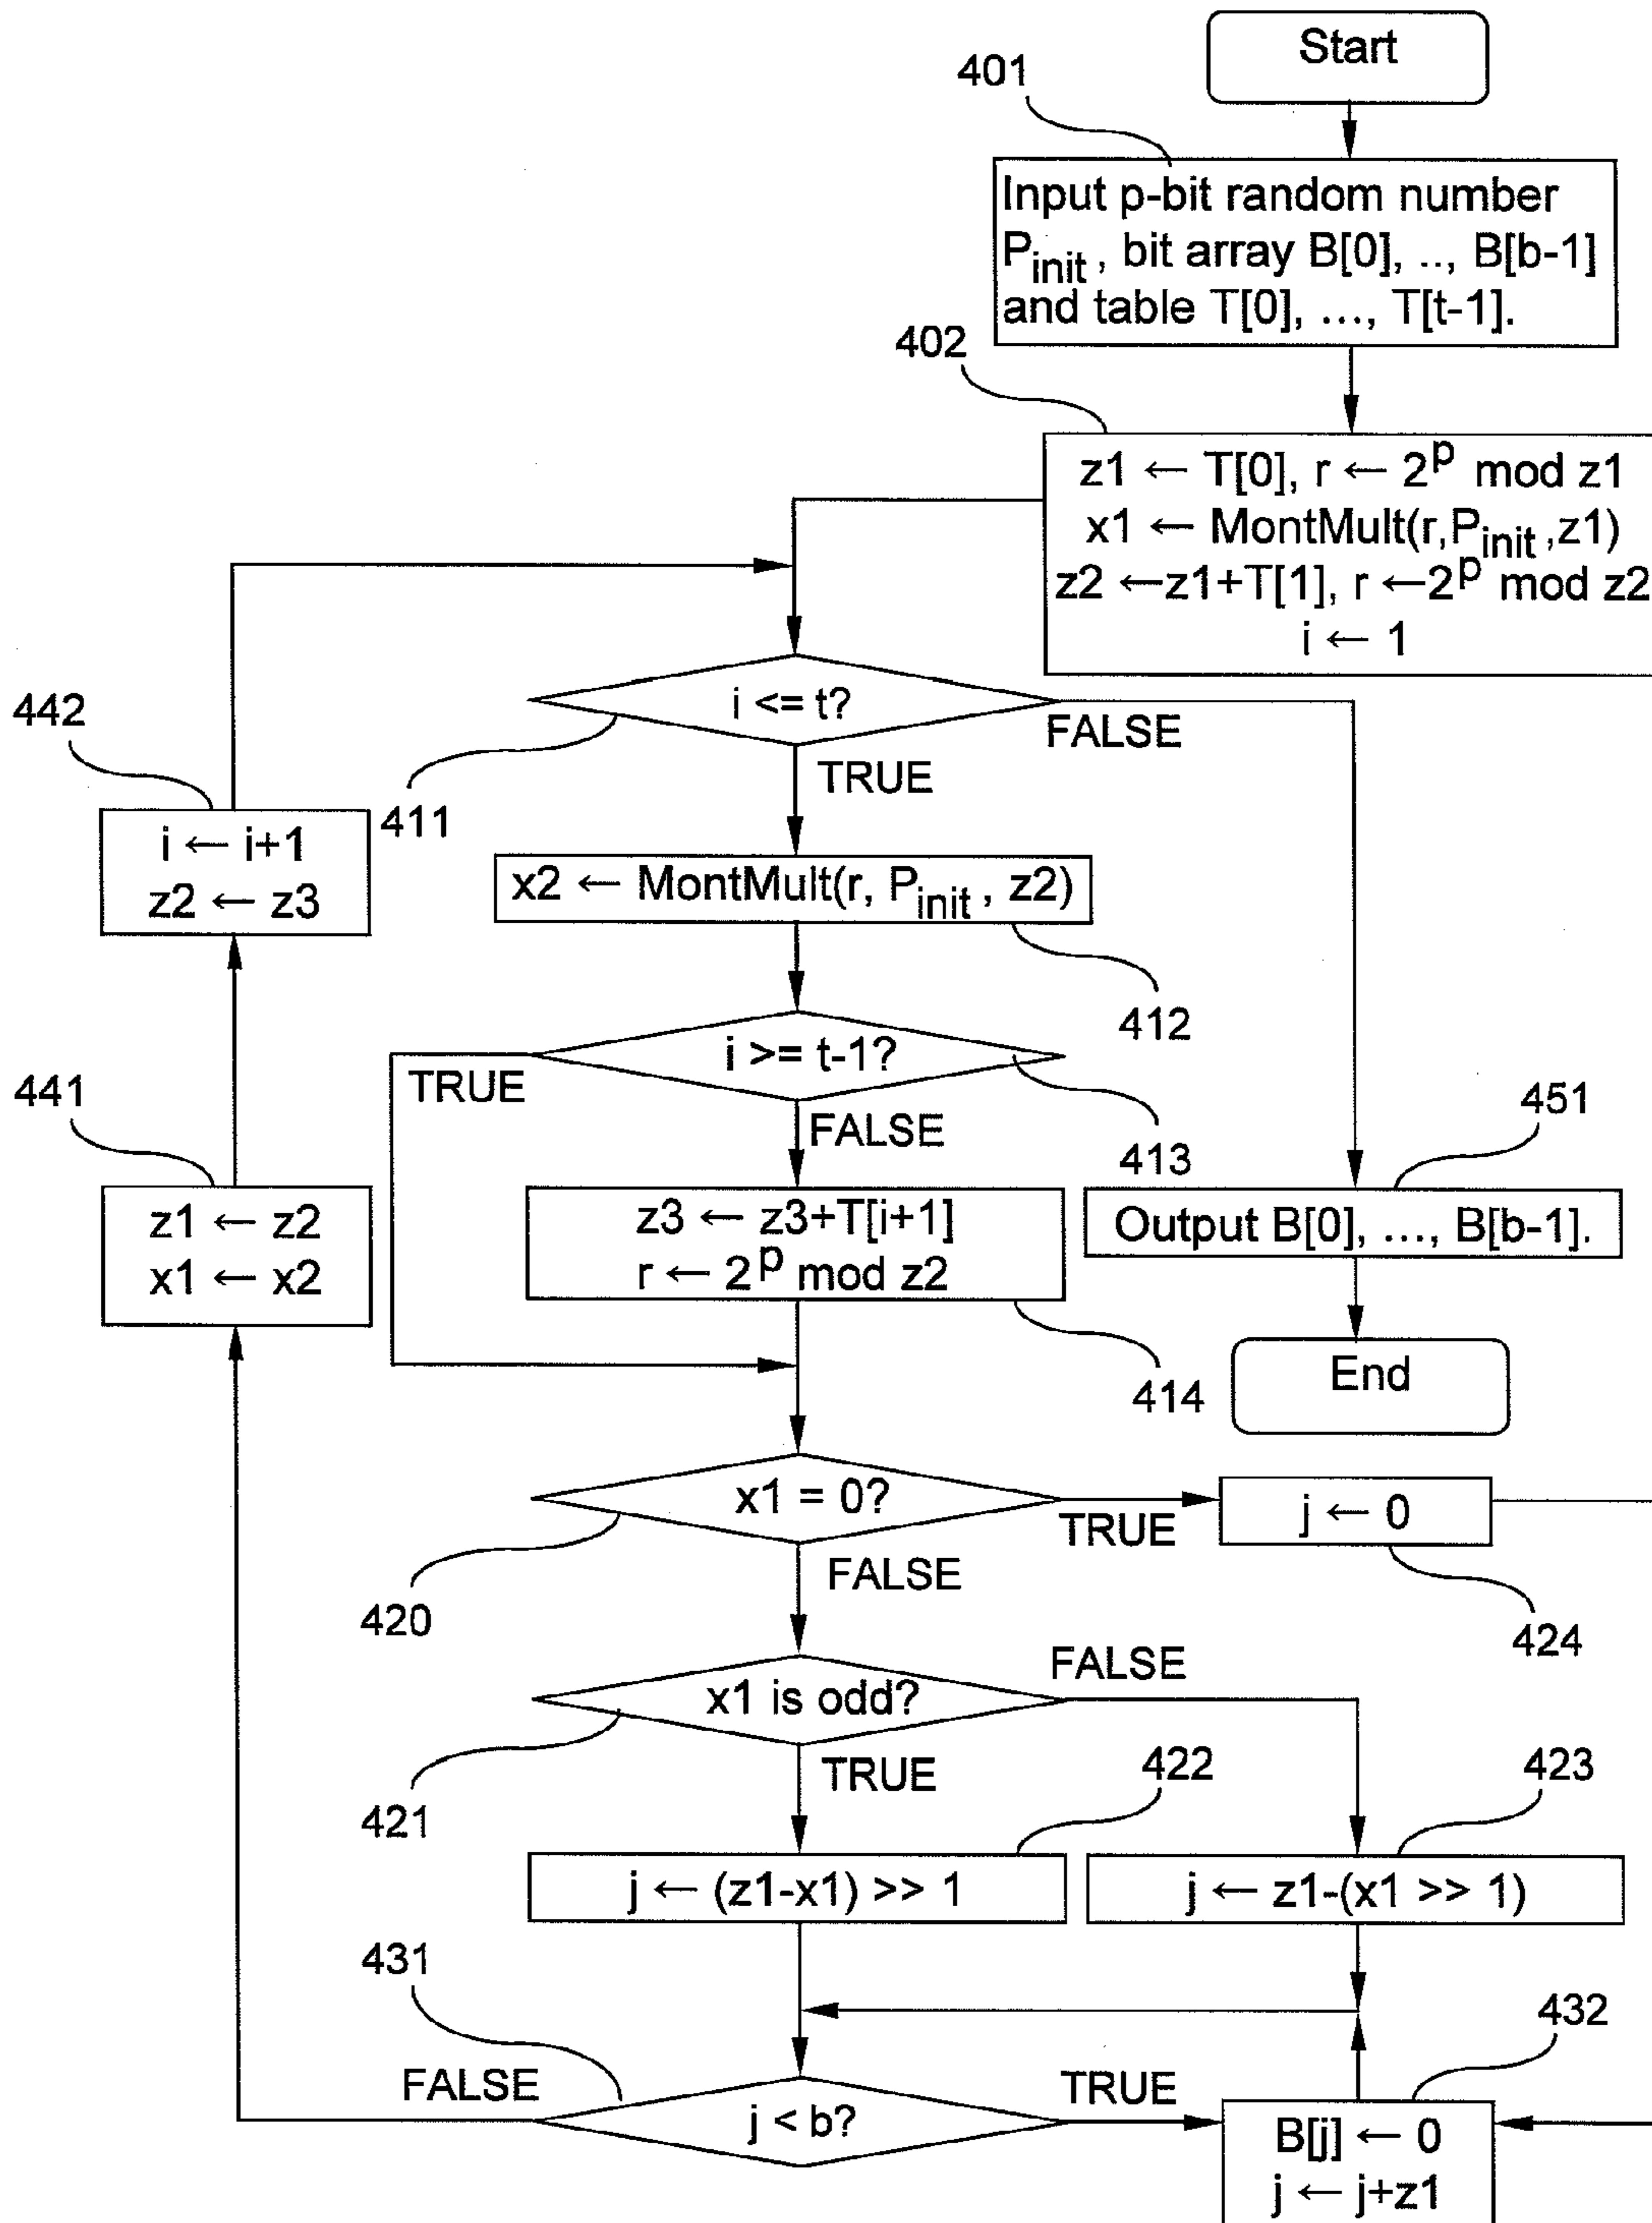 Start
401
Input p-bit random number
Pinit , bit array B[0], .., B[b-1]
and table T[0], ..., T[t-1].
402
z1 ← T[0], r ← 2^p mod z1
x1 ← MontMult(r,Pinit ,z1)
z2 ←z1+T[1], r ←2^p mod z2
i ← 1
i <= t?
FALSE
TRUE
411
442
i ← i+1
z2 ← z3
x2 ← MontMult(r, Pinit , z2)
412
i >= t-1?
TRUE
FALSE
413
441
z1 ← z2
x1 ← x2
z3 ← z3+T[i+1]
r ← 2^p mod z2
414
451
Output B[0], ..., B[b-1].
End
x1 = 0?
TRUE
FALSE
420
j ← 0
424
x1 is odd?
FALSE
TRUE
421
422
j ← (z1-x1) >> 1
423
j ← z1-(x1 >> 1)
431
FALSE
j < b?
TRUE
432
B[j] ← 0
j ← j+z1